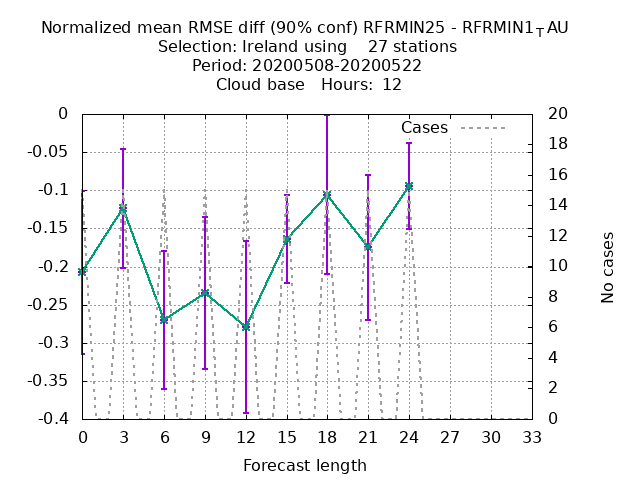 Normalized mean RMSE diff (90% conf) RFRMIN25 - RFRMIN1_TAU
Selection: Ireland using 27 stations
Period: 20200508-20200522
Cloud base Hours: 12
0 20
Cases
18
-0.05
16
-0.1
14
-0.15
12
-0.2 10
No cases
8
-0.25
6
-0.3
4
-0.35
2
-0.4 0
0 3 6 9 12 15 18 21 24 27 30 33
Forecast length